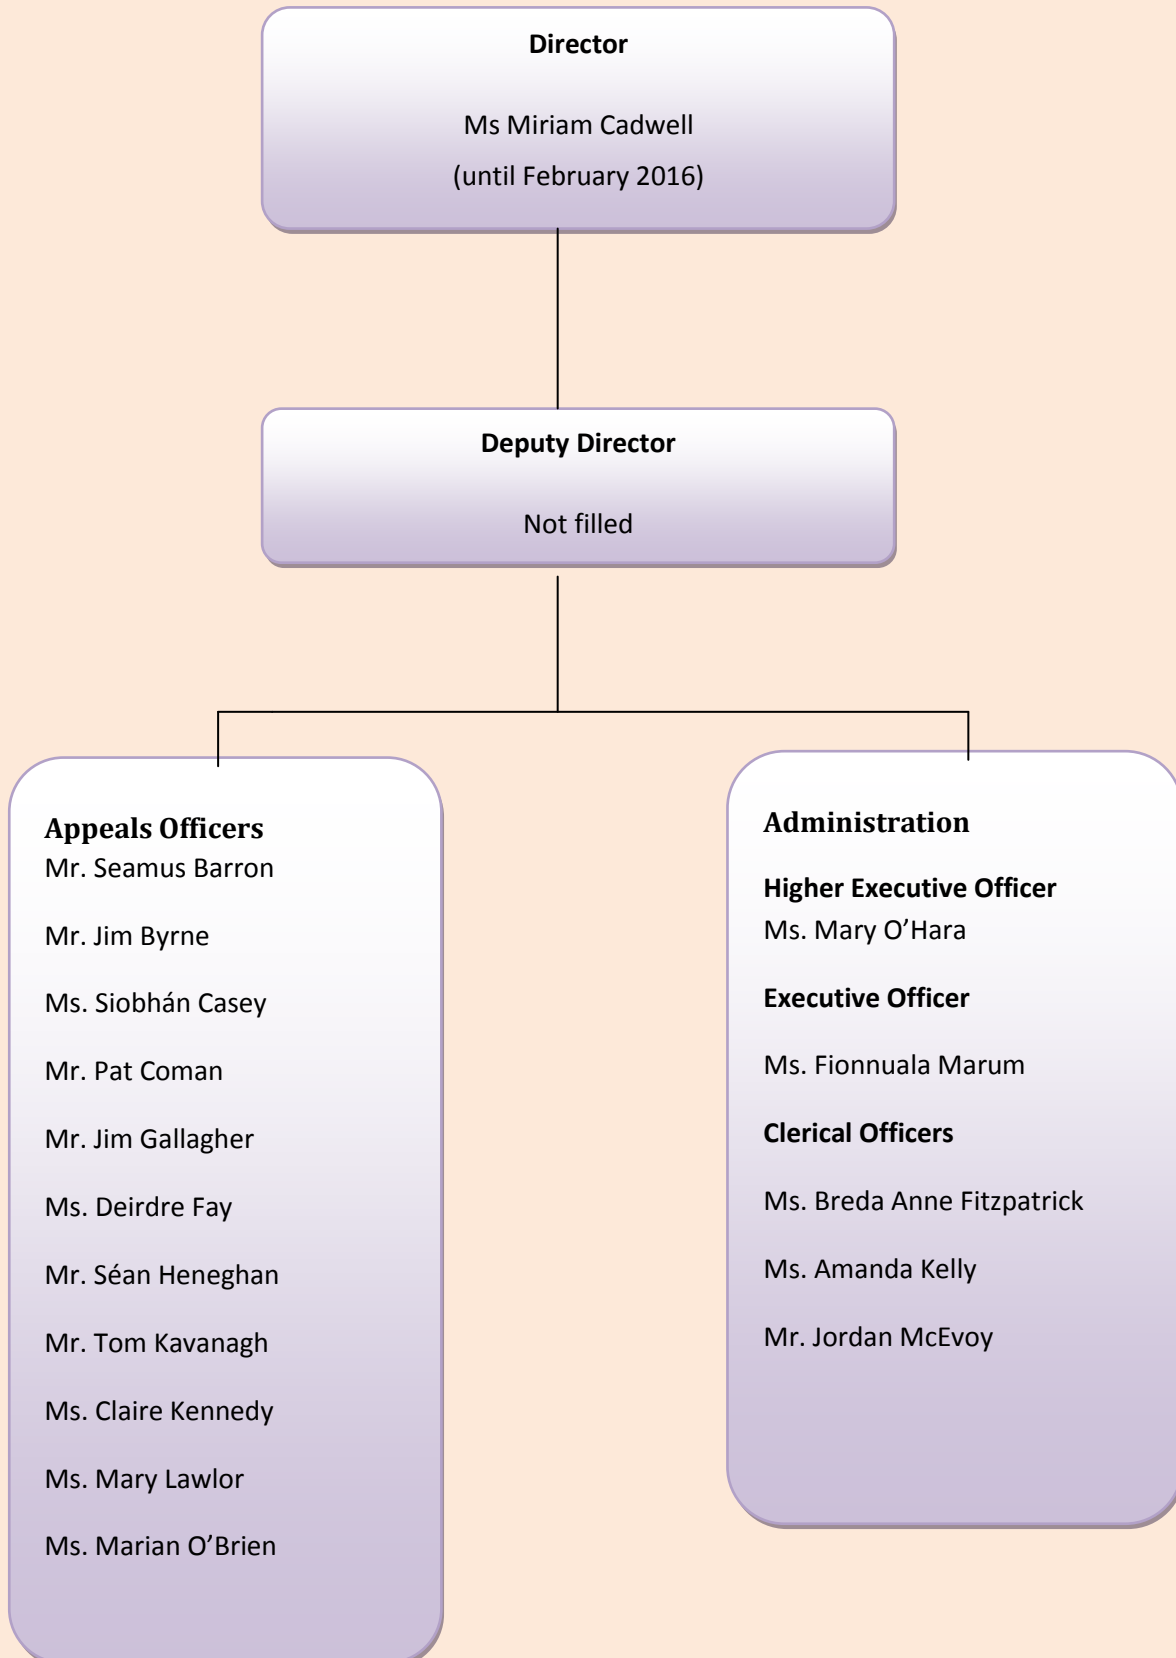 Director
Ms Miriam Cadwell
(until February 2016)
Deputy Director
Not filled
Appeals Officers
Mr. Seamus Barron
Mr. Jim Byrne
Ms. Siobhán Casey
Mr. Pat Coman
Mr. Jim Gallagher
Ms. Deirdre Fay
Mr. Séan Heneghan
Mr. Tom Kavanagh
Ms. Claire Kennedy
Ms. Mary Lawlor
Ms. Marian O’Brien
Administration
Higher Executive Officer
Ms. Mary O’Hara
Executive Officer
Ms. Fionnuala Marum
Clerical Officers
Ms. Breda Anne Fitzpatrick
Ms. Amanda Kelly
Mr. Jordan McEvoy